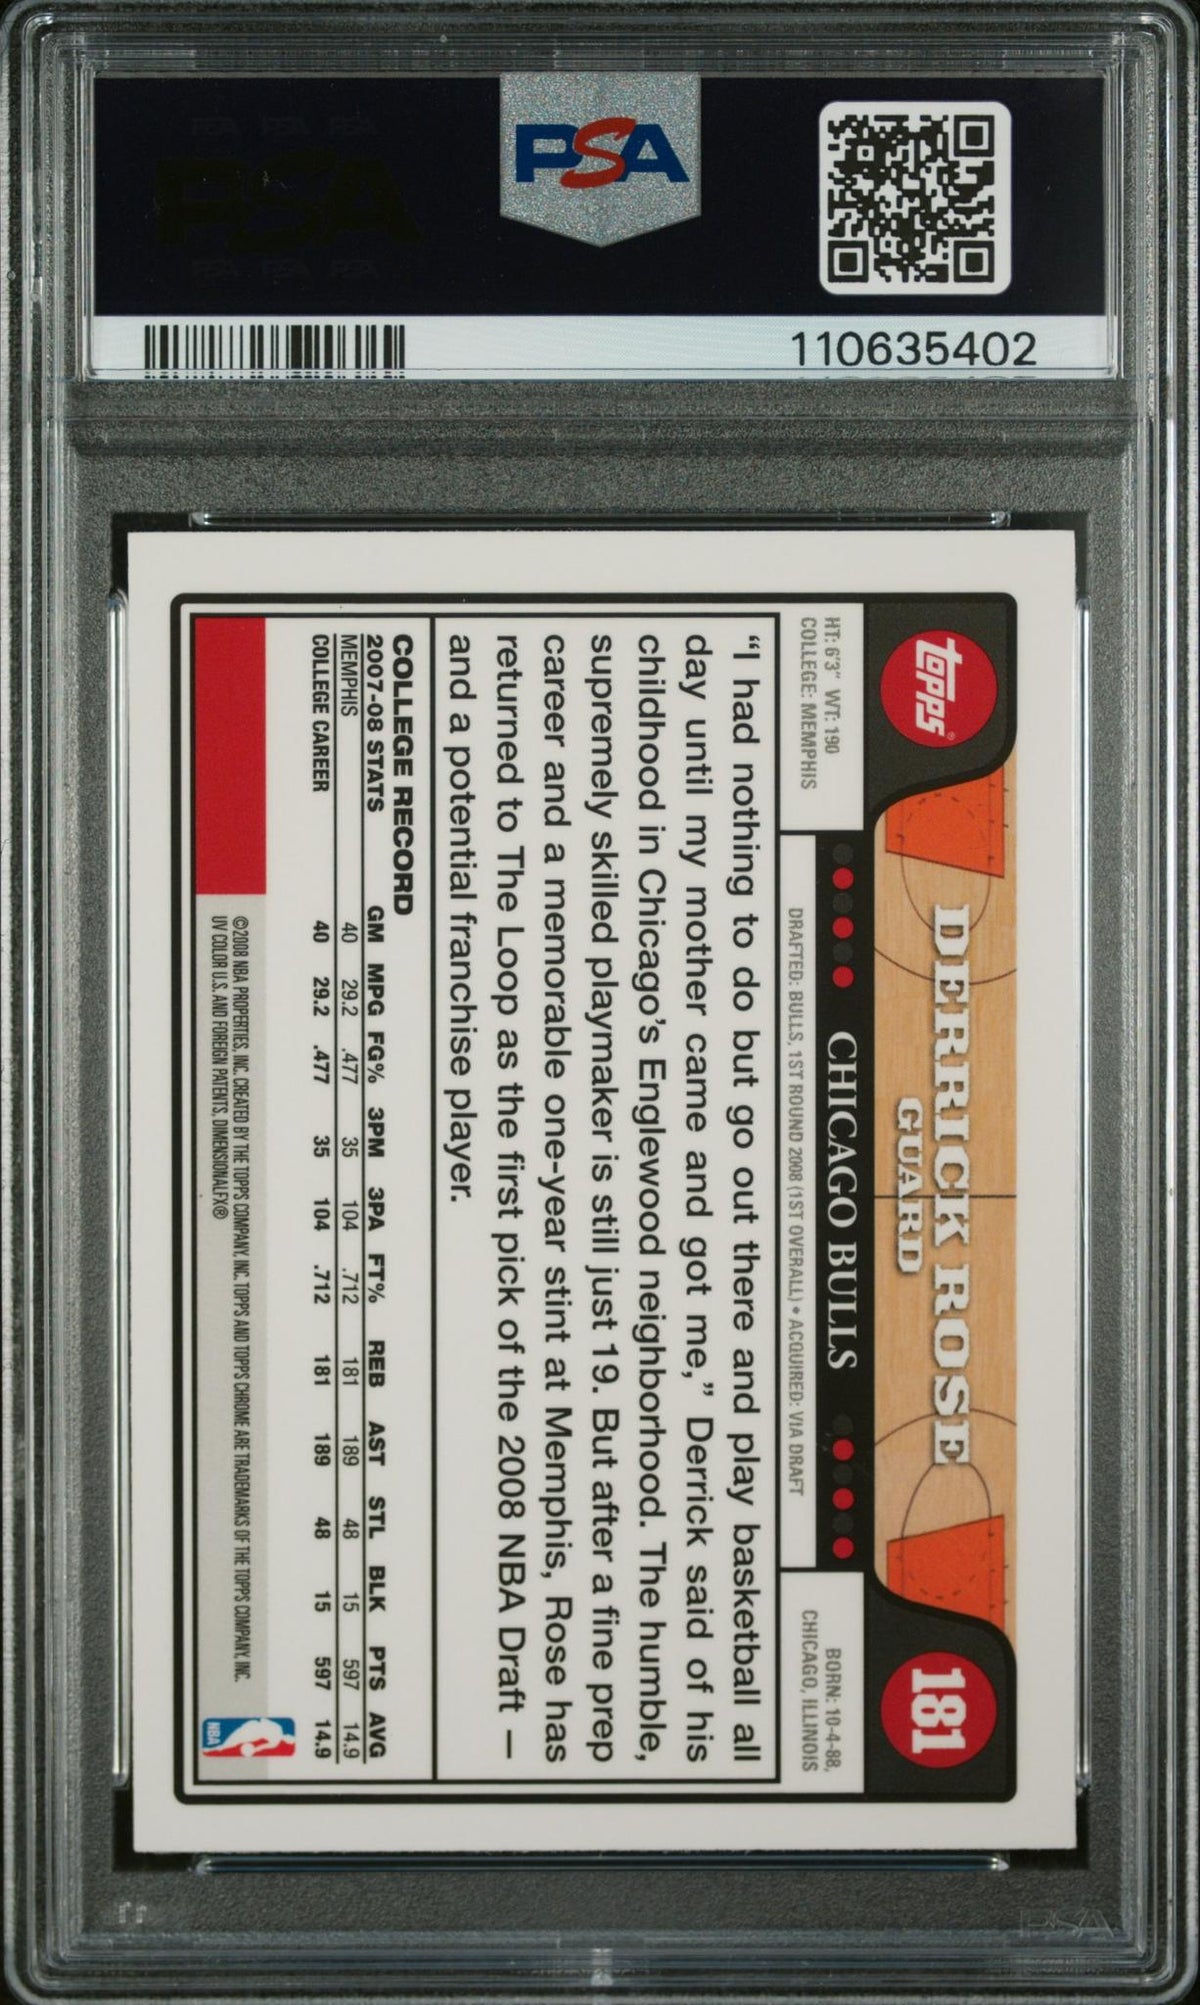 PSA
110635402
topps
DERRICK ROSE
GUARD
181
HT: 6'3" WT: 190
COLLEGE: MEMPHIS
CHICAGO BULLS
DRAFTED: BULLS, 1ST ROUND 2008 (1ST OVERALL) • ACQUIRED: VIA DRAFT
BORN: 10-4-88,
CHICAGO, ILLINOIS
“I had nothing to do but go out there and play basketball all
day until my mother came and got me,” Derrick said of his
childhood in Chicago’s Englewood neighborhood. The humble,
supremely skilled playmaker is still just 19. But after a fine prep
career and a memorable one-year stint at Memphis, Rose has
returned to The Loop as the first pick of the 2008 NBA Draft –
and a potential franchise player.
COLLEGE RECORD
2007-08 STATS GM MPG FG% 3PM 3PA FT% REB AST STL BLK PTS AVG
MEMPHIS 40 29.2 .477 35 104 .712 181 189 48 15 597 14.9
COLLEGE CAREER 40 29.2 .477 35 104 .712 181 189 48 15 597 14.9
©2008 NBA PROPERTIES, INC. CREATED BY THE TOPPS COMPANY, INC. TOPPS AND TOPPS CHROME ARE TRADEMARKS OF THE TOPPS COMPANY, INC.
UV COLOR U.S. AND FOREIGN PATENTS. DIMENSIONALFX®
NBA
PSA